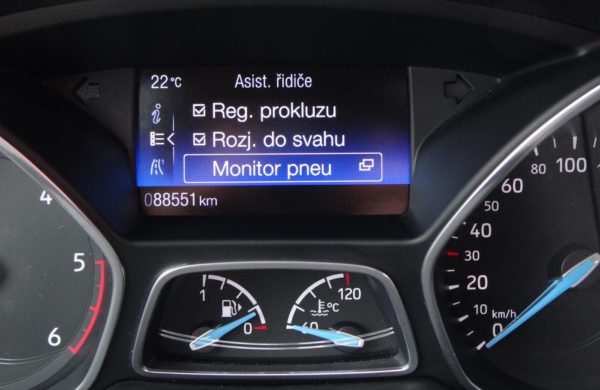 22°C Asist. řidiče
Reg. prokluzu
Rozj. do svahu
Monitor pneu
088551 km
4
5
6
1
0
120
60
°C
100
80
60
50
40
30
20
10 km/h
0